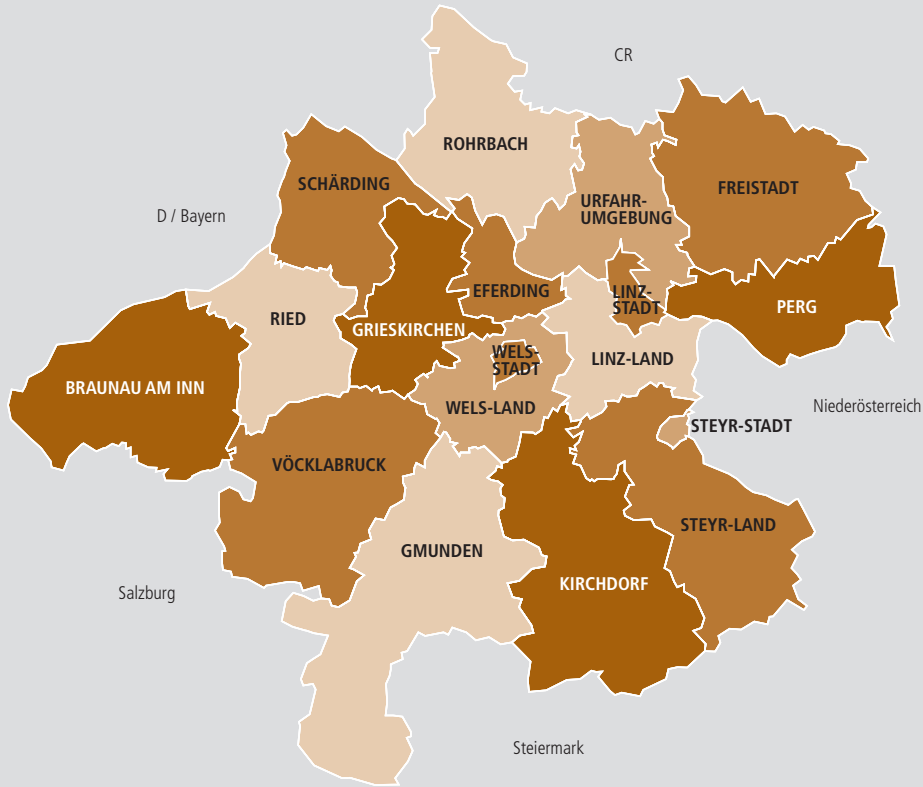 CR
ROHRBACH
SCHÄRDING
FREISTADT
URFAHR-
UMGEBUNG
D / Bayern
EFERDING
LINZ-
STADT
PERG
RIED
GRIESKIRCHEN
WELS-
STADT
LINZ-LAND
BRAUNAU AM INN
WELS-LAND
Niederösterreich
STEYR-STADT
VÖCKLABRUCK
STEYR-LAND
GMUNDEN
KIRCHDORF
Salzburg
Steiermark